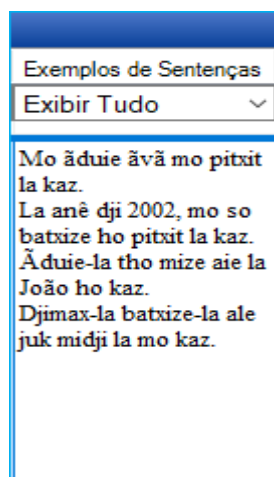 Exemplos de Sentenças
Exibir Tudo
Mo ãduie ãvã mo pitxit
la kaz.
La anê dji 2002, mo so
batxize ho pitxit la kaz.
Ãduie-la tho mize aie la
João ho kaz.
Djimax-la batxize-la ale
juk midji la mo kaz.